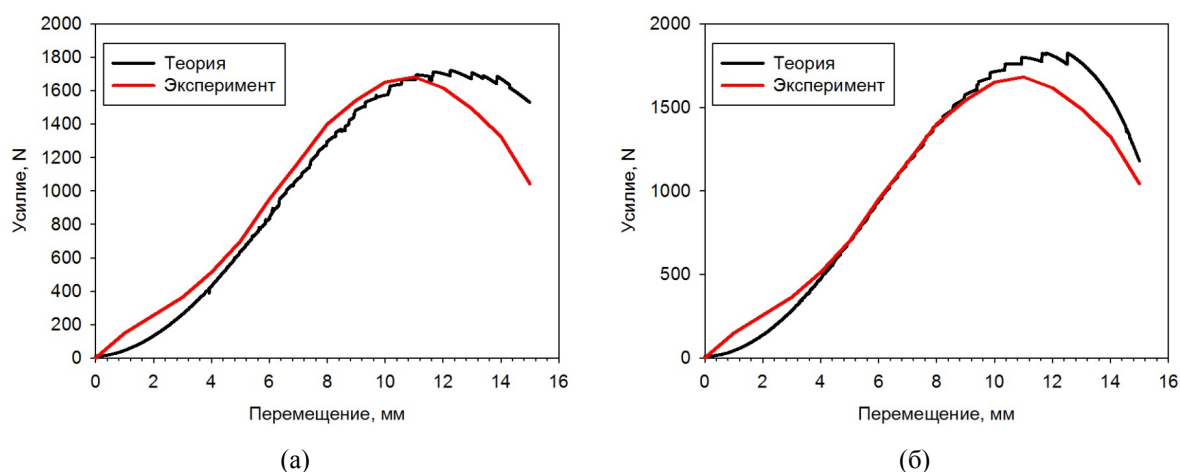 2000
1800
1600
1400
1200
1000
800
600
400
200
0
Усилие, N
Теория
Эксперимент
0 2 4 6 8 10 12 14 16
Перемещение, мм
(а)
2000
1500
1000
500
0
Усилие, N
Теория
Эксперимент
0 2 4 6 8 10 12 14 16
Перемещение, мм
(б)